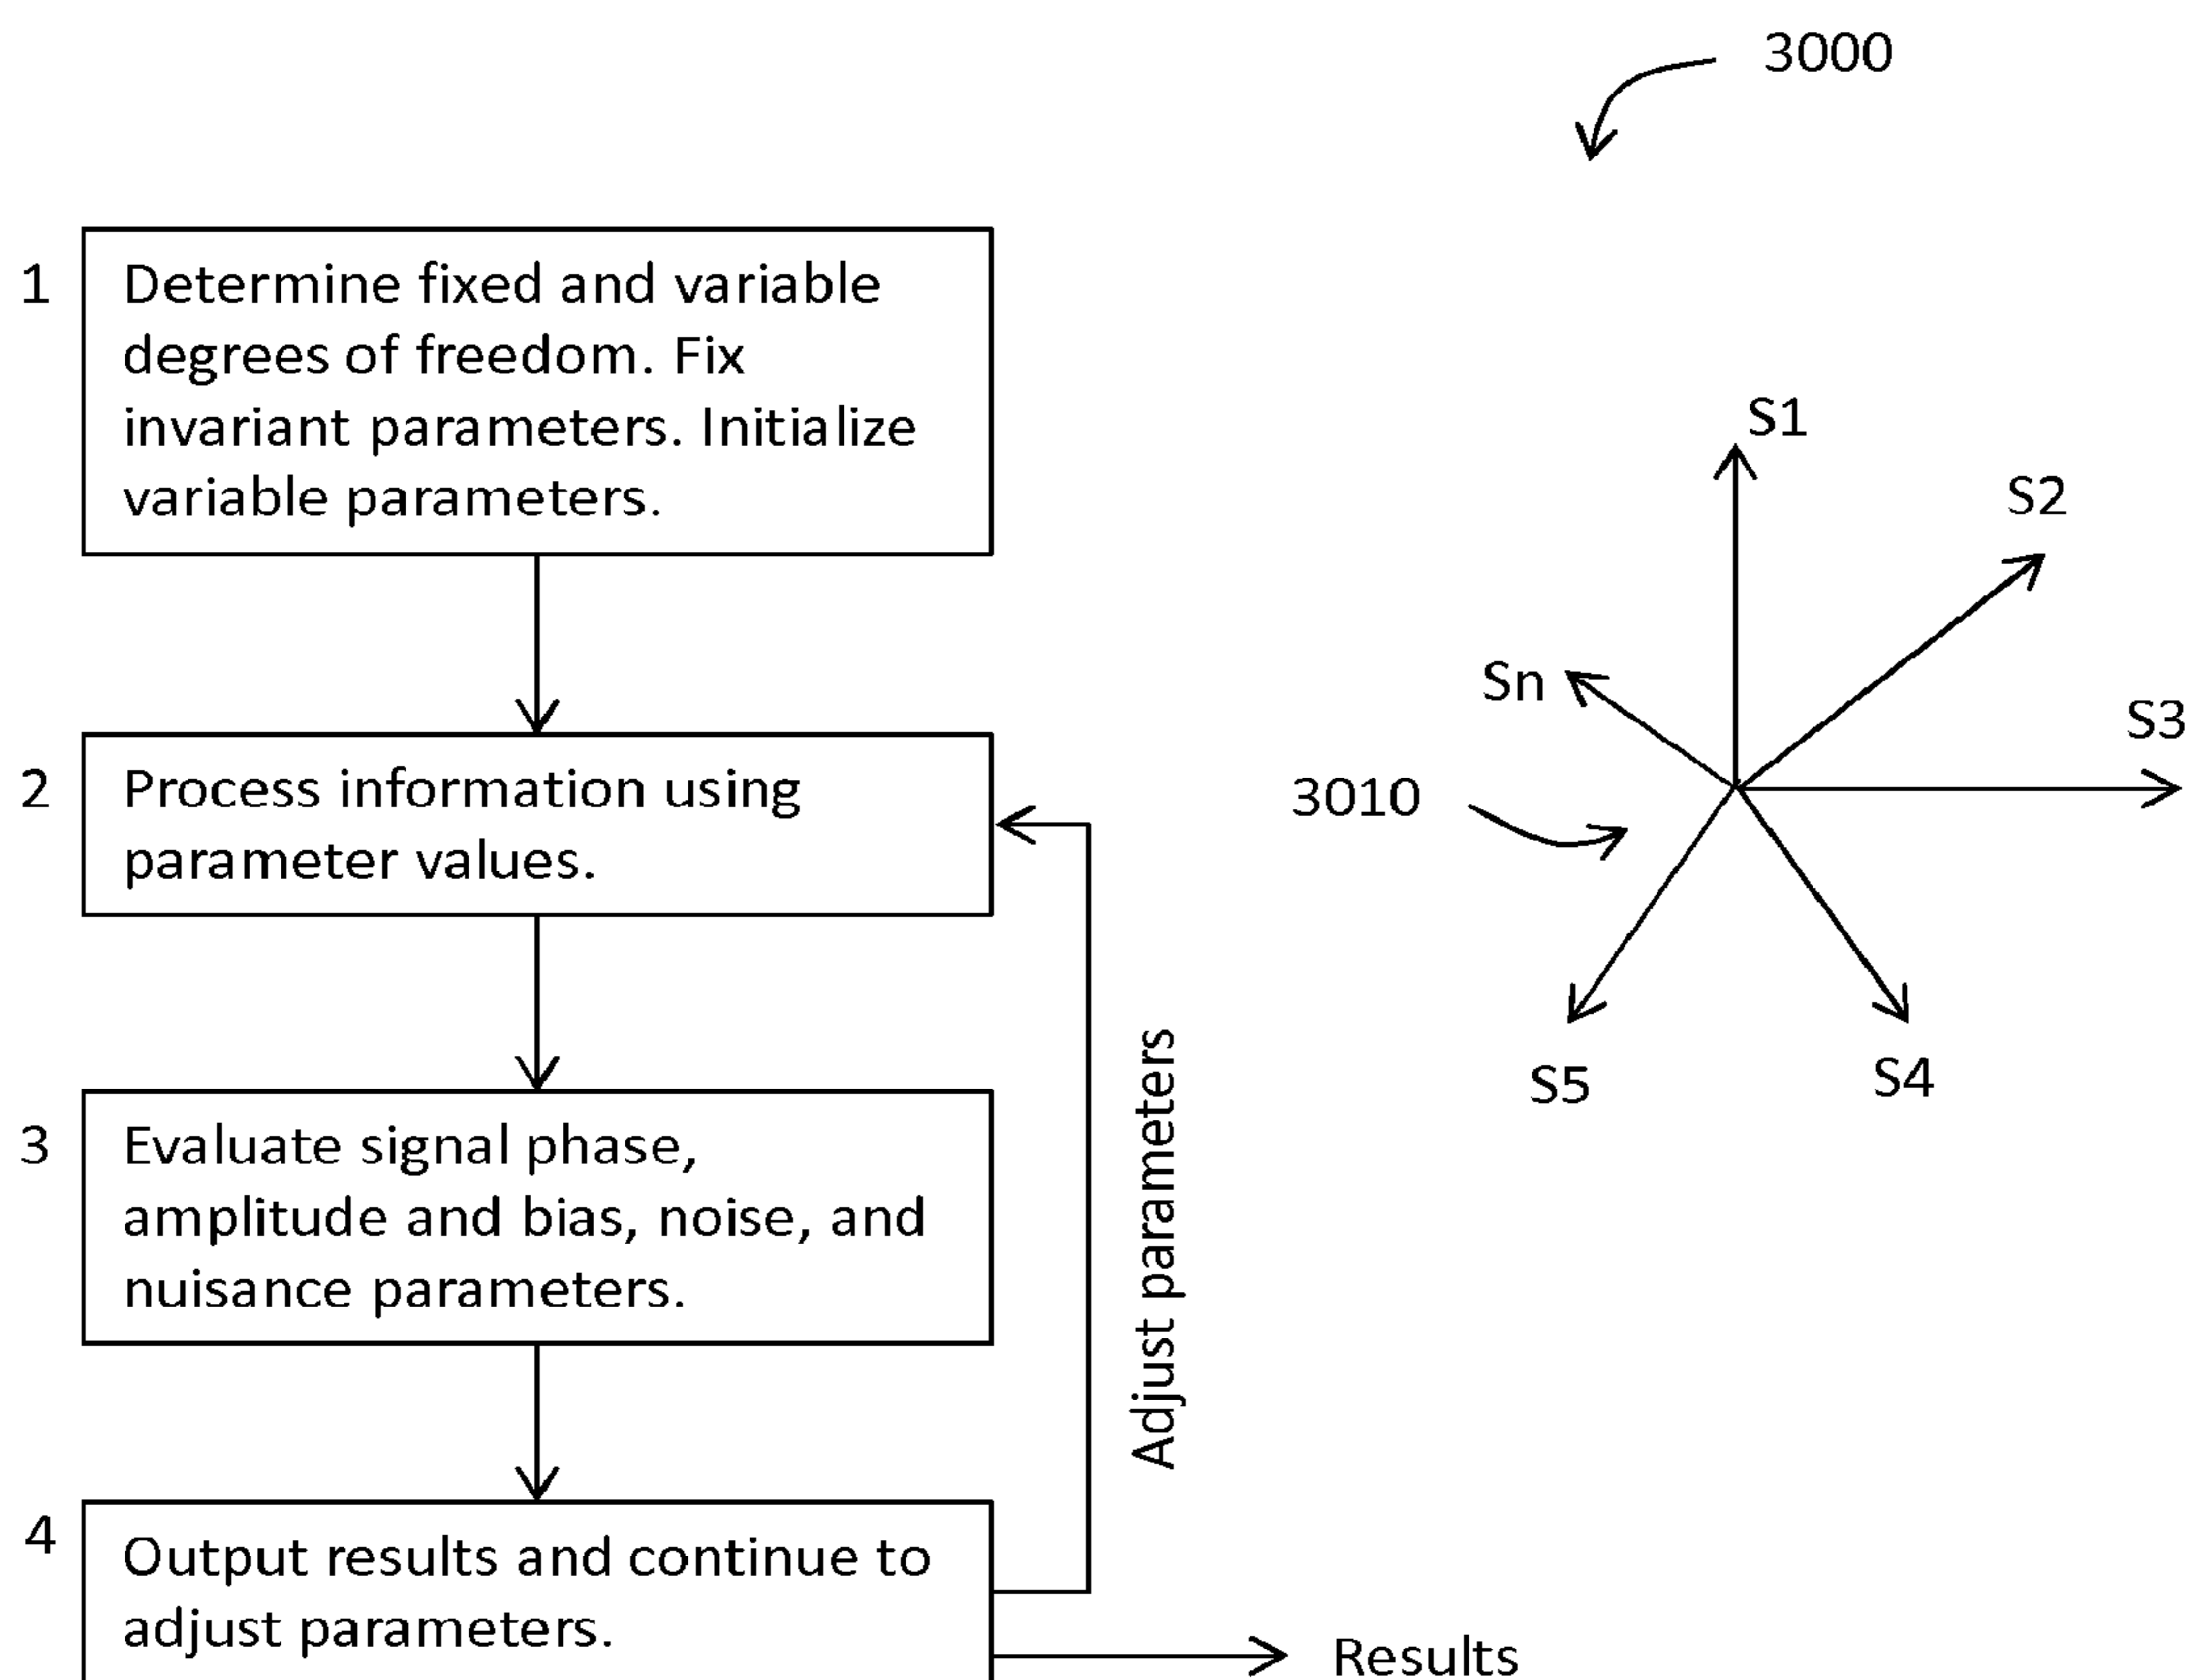 3000
1
Determine fixed and variable
degrees of freedom. Fix
invariant parameters. Initialize
variable parameters.
2
Process information using
parameter values.
3
Evaluate signal phase,
amplitude and bias, noise, and
nuisance parameters.
4
Output results and continue to
adjust parameters.
Adjust parameters
Results
S1
S2
Sn
S3
3010
S5
S4